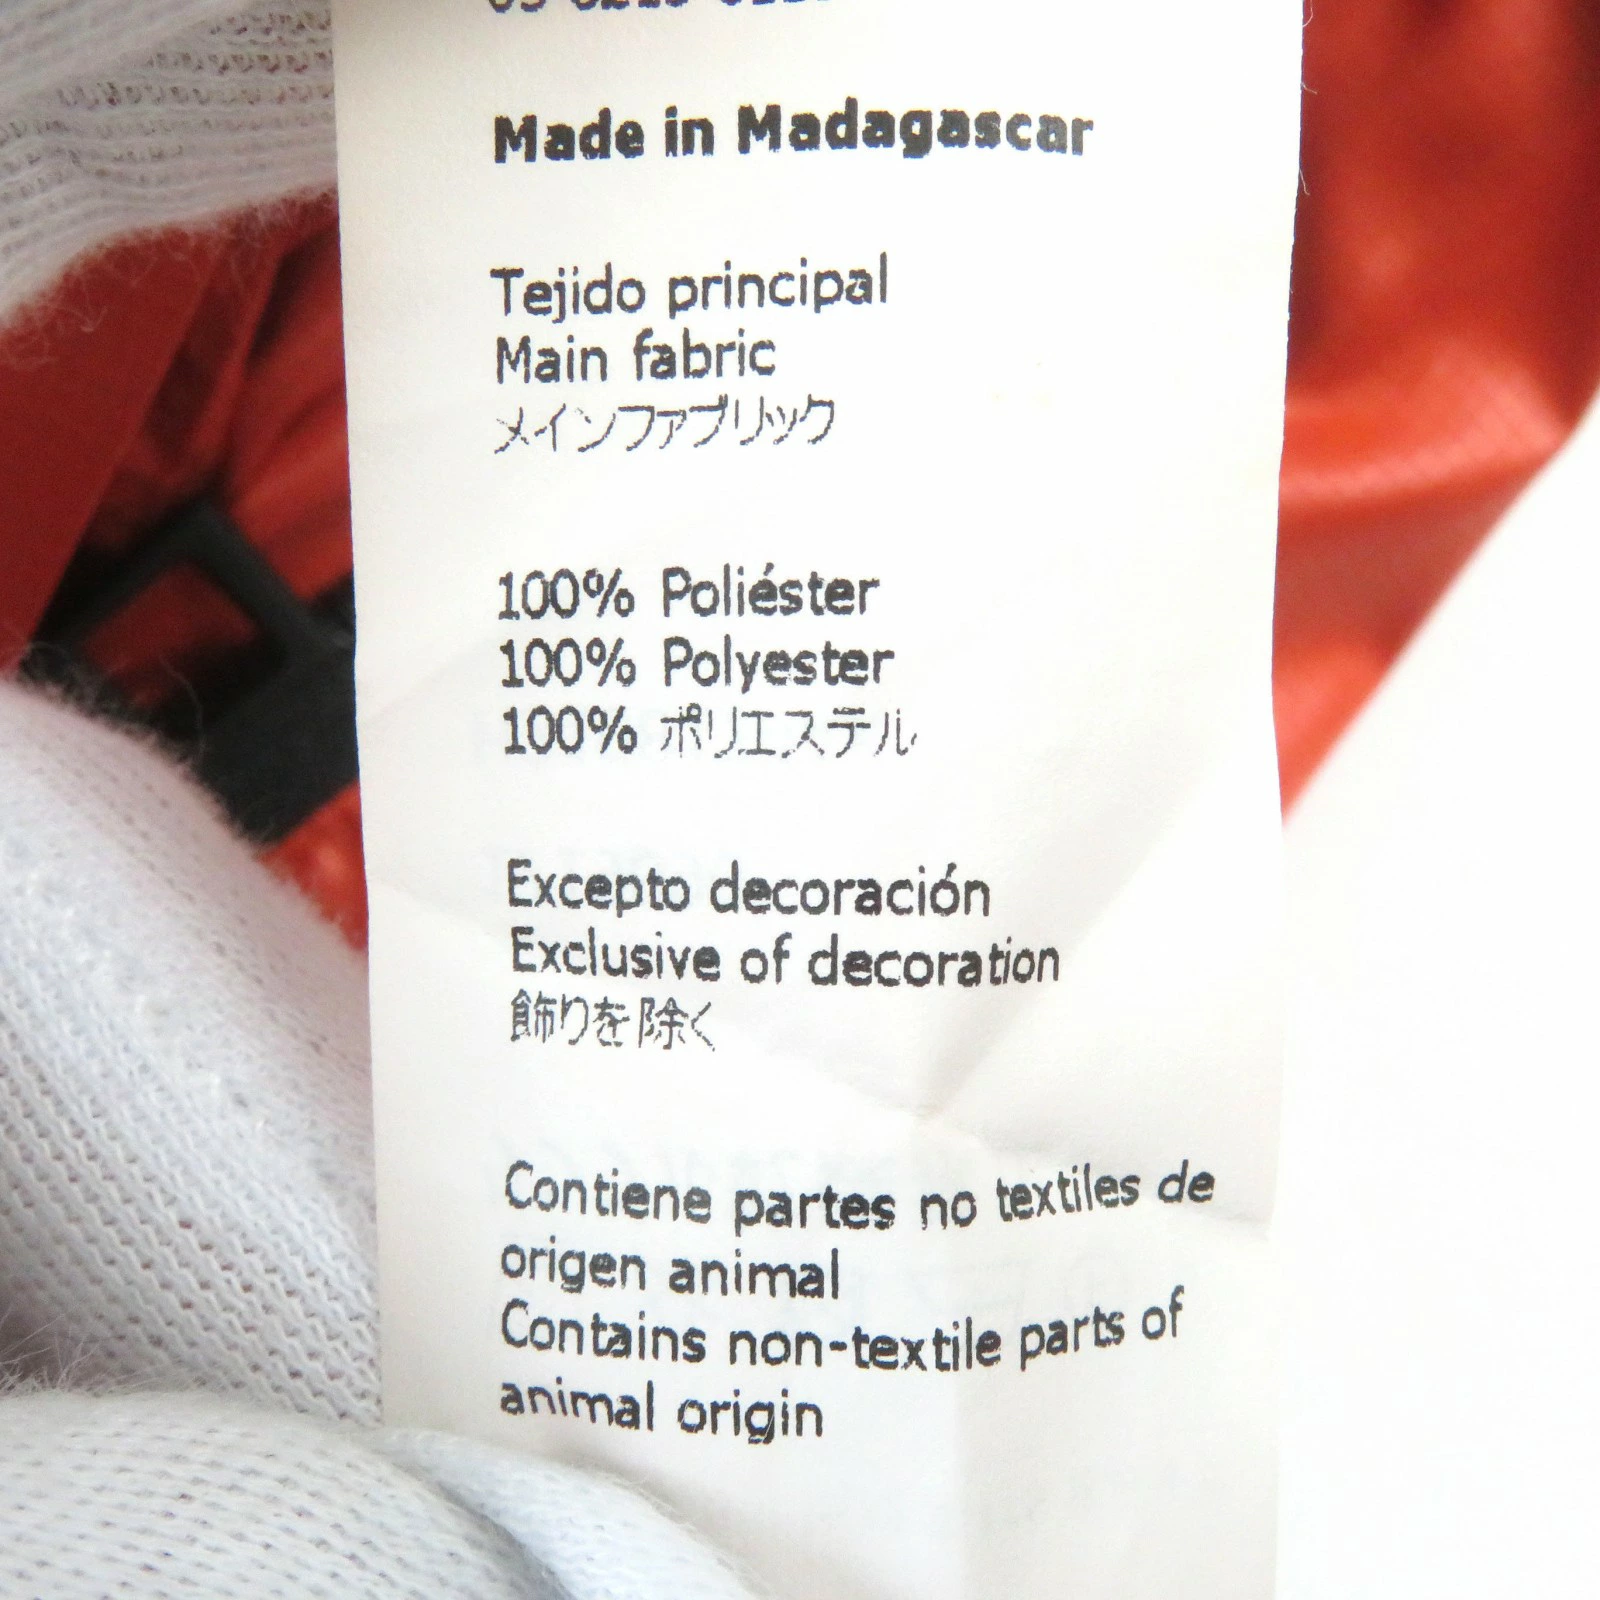 Made in Madagascar
Tejido principal
Main fabric
メインファブリック
100% Poliéster
100% Polyester
100% ポリエステル
Excepto decoración
Exclusive of decoration
飾りを除く
Contiene partes no textiles de
origen animal
Contains non-textile parts of
animal origin